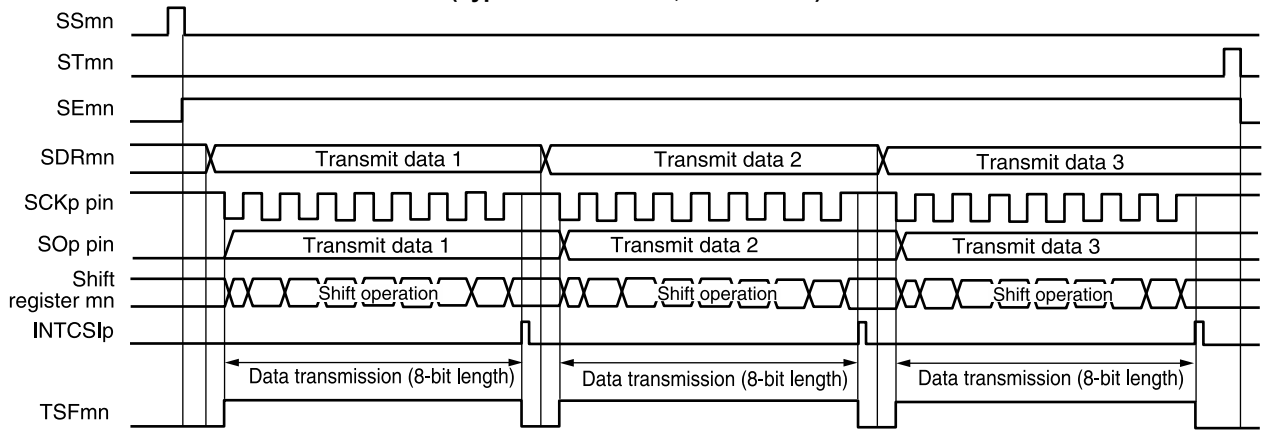 SSmn
STmn
SEmn
SDRmn Transmit data 1 Transmit data 2 Transmit data 3
SCKp pin
SOp pin Transmit data 1 Transmit data 2 Transmit data 3
Shift
register mn Shift operation Shift operation Shift operation
INTCSIp
Data transmission (8-bit length) Data transmission (8-bit length) Data transmission (8-bit length)
TSFmn